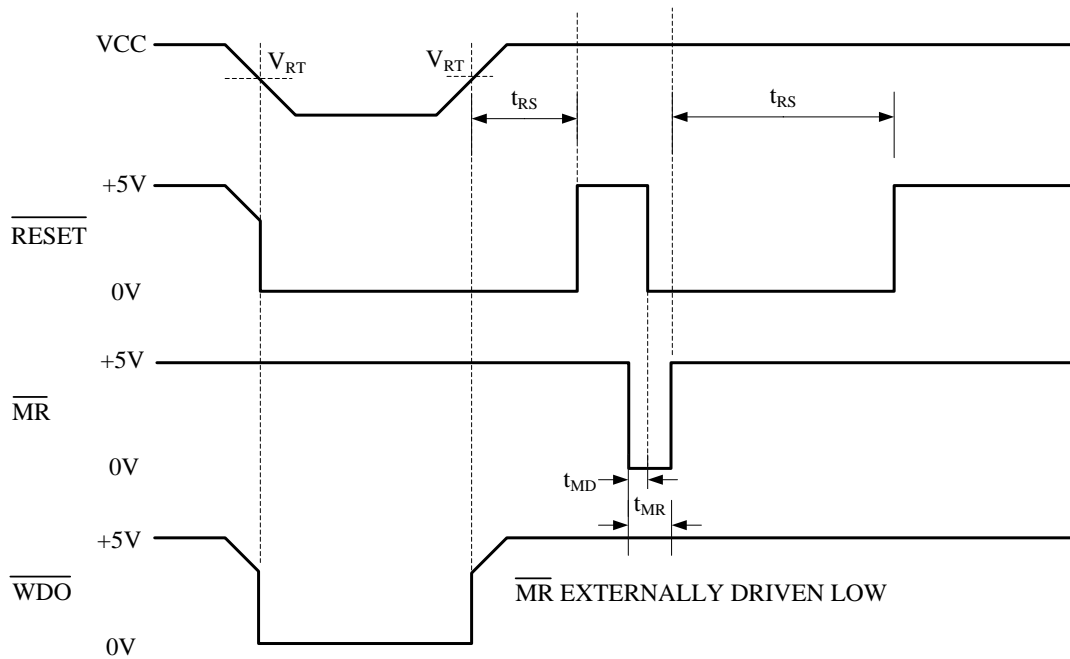 VCC
V_RT
V_RT
t_RS
t_RS
+5V
RESET
0V
+5V
MR
0V
t_MD
t_MR
+5V
WDO
MR EXTERNALLY DRIVEN LOW
0V